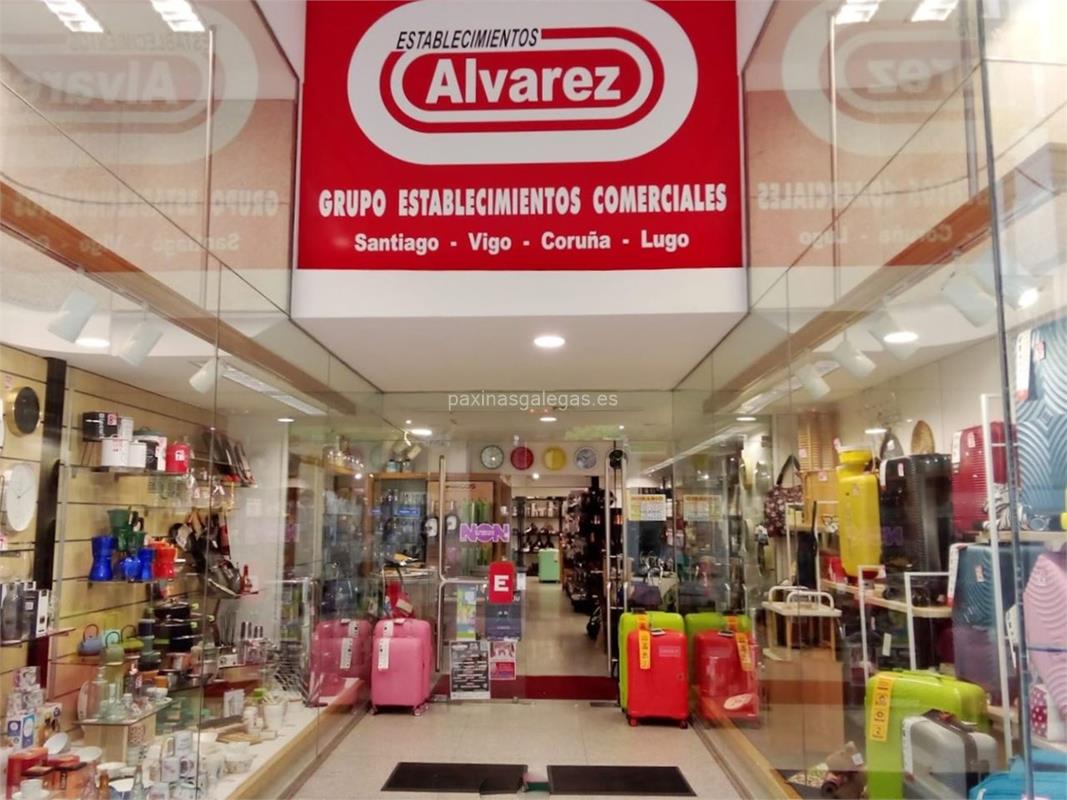 ESTABLECIMIENTOS
Alvarez
GRUPO ESTABLECIMIENTOS COMERCIALES
Santiago - Vigo - Coruña - Lugo
paxinasgalegas.es
NON
E